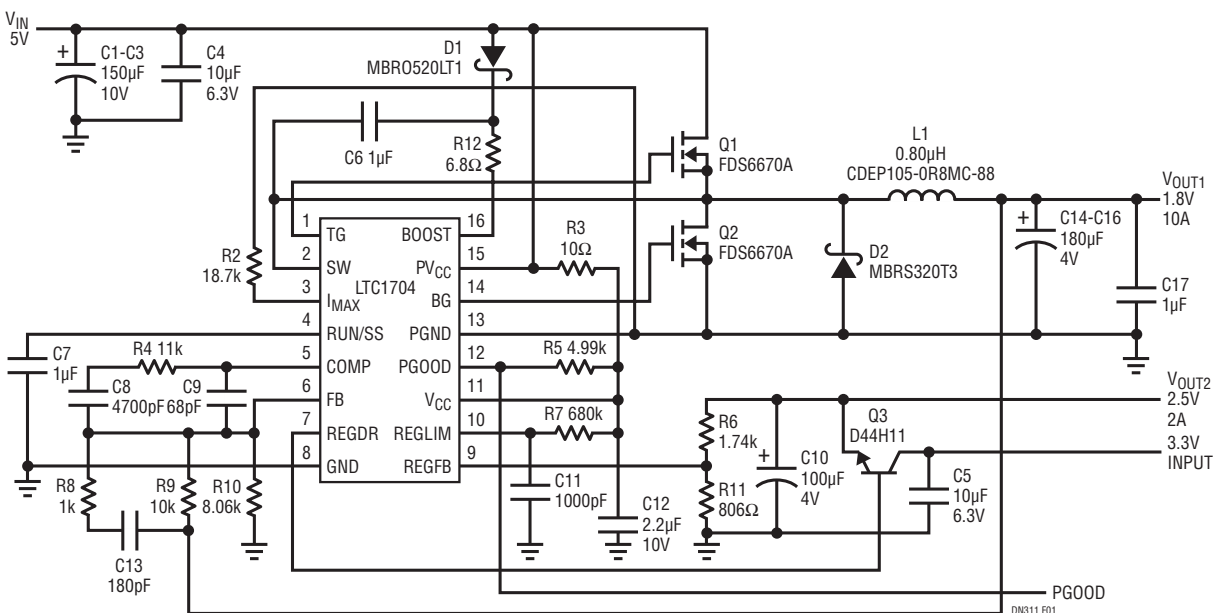 VIN
5V
C1-C3
150µF
10V
C4
10µF
6.3V
D1
MBRO520LT1
C6 1µF
R12
6.8Ω
Q1
FDS6670A
L1
0.80µH
CDEP105-0R8MC-88
VOUT1
1.8V
10A
R2
18.7k
1
TG
BOOST
16
2
SW
PVCC
15
3
IMAX
BG
14
4
RUN/SS
PGND
13
5
COMP
PGOOD
12
6
FB
VCC
11
7
REGDR
REGLIM
10
8
GND
REGFB
9
LTC1704
R3
10Ω
Q2
FDS6670A
D2
MBRS320T3
C14-C16
180µF
4V
C17
1µF
C7
1µF
R4 11k
C8
4700pF
C9
68pF
R5 4.99k
R7 680k
R6
1.74k
Q3
D44H11
VOUT2
2.5V
2A
3.3V
INPUT
R8
1k
R9
10k
R10
8.06k
C11
1000pF
C12
2.2µF
10V
R11
806Ω
C10
100µF
4V
C5
10µF
6.3V
C13
180pF
PGOOD
DN311 F01